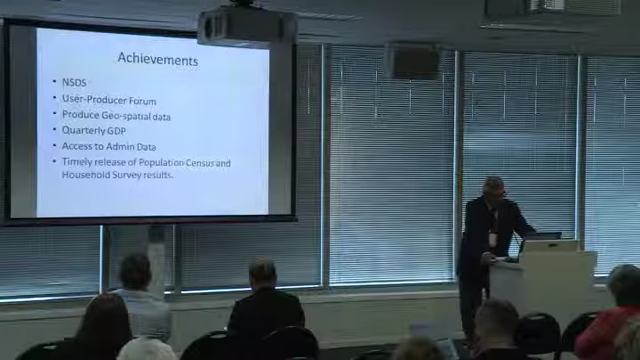 Achievements
• NSDS
• User-Producer Forum
• Produce Geo-spatial data
• Quarterly GDP
• Access to Admin Data
• Timely release of Population Census and
Household Survey results.